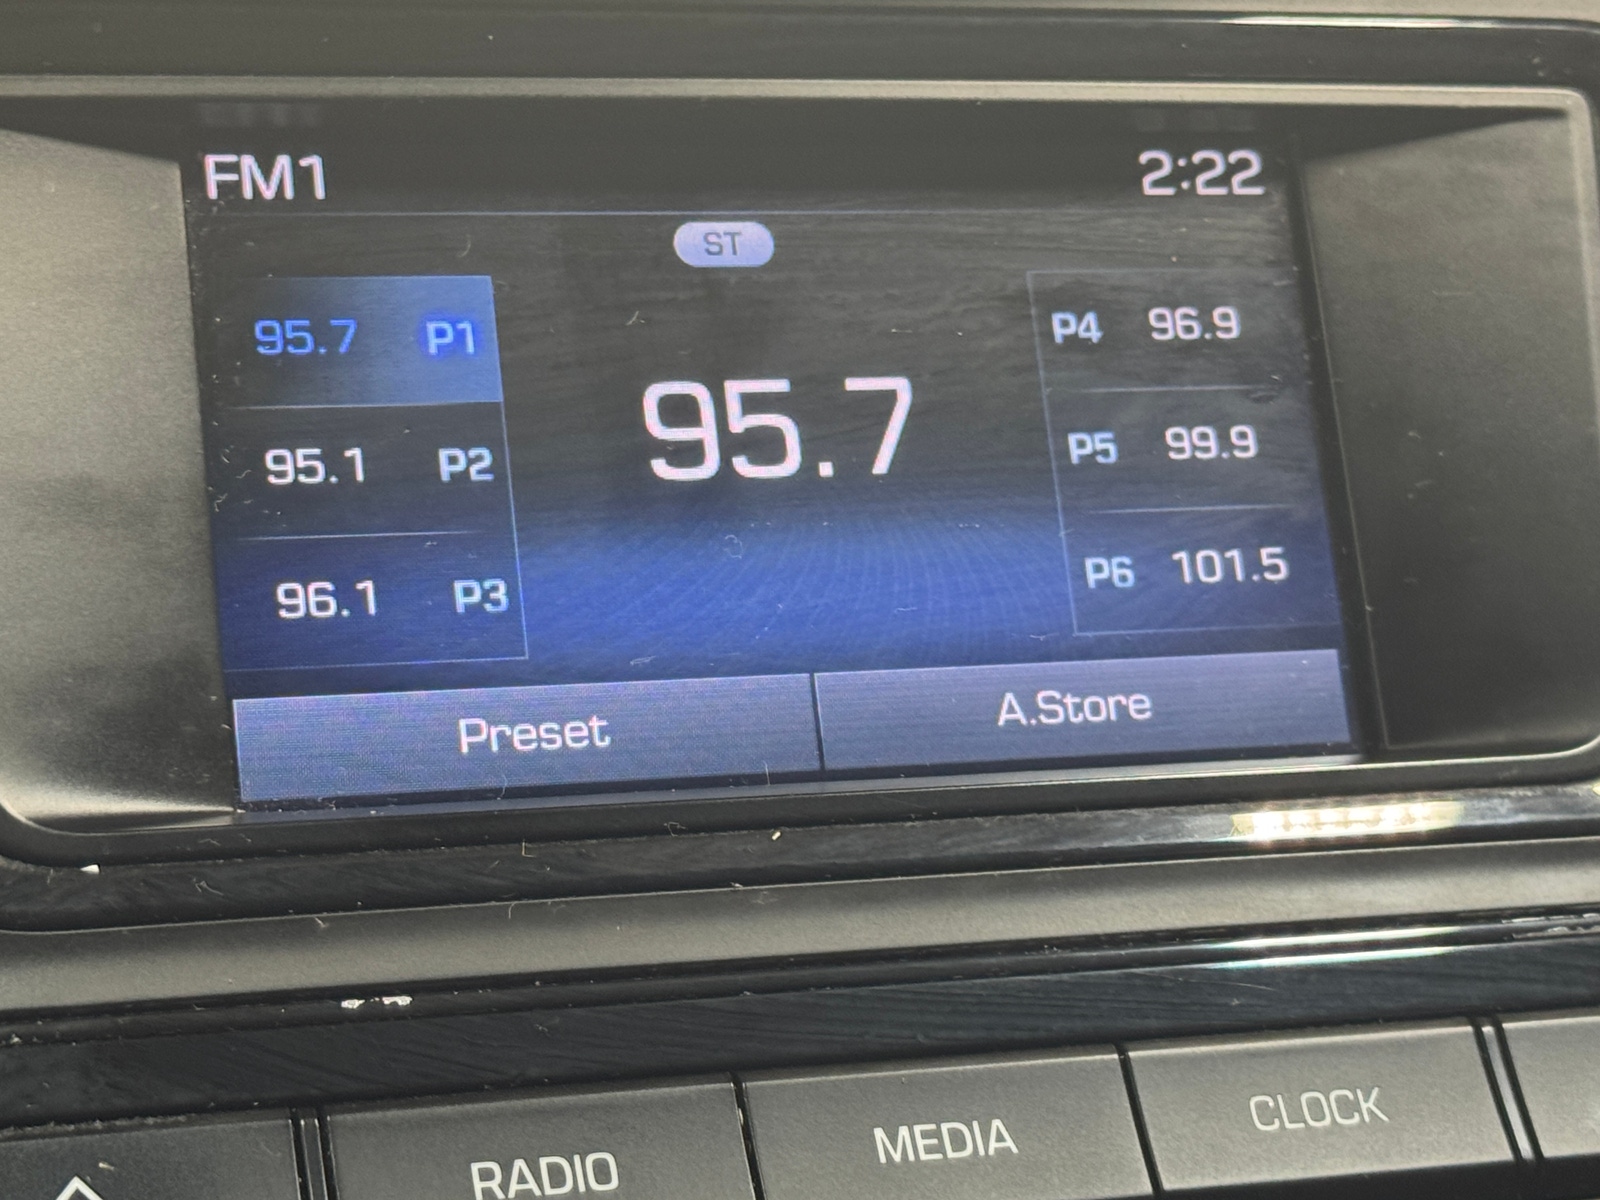 FM1
2:22
ST
95.7 P1
95.1 P2
96.1 P3
95.7
P4 96.9
P5 99.9
P6 101.5
Preset
A.Store
RADIO
MEDIA
CLOCK